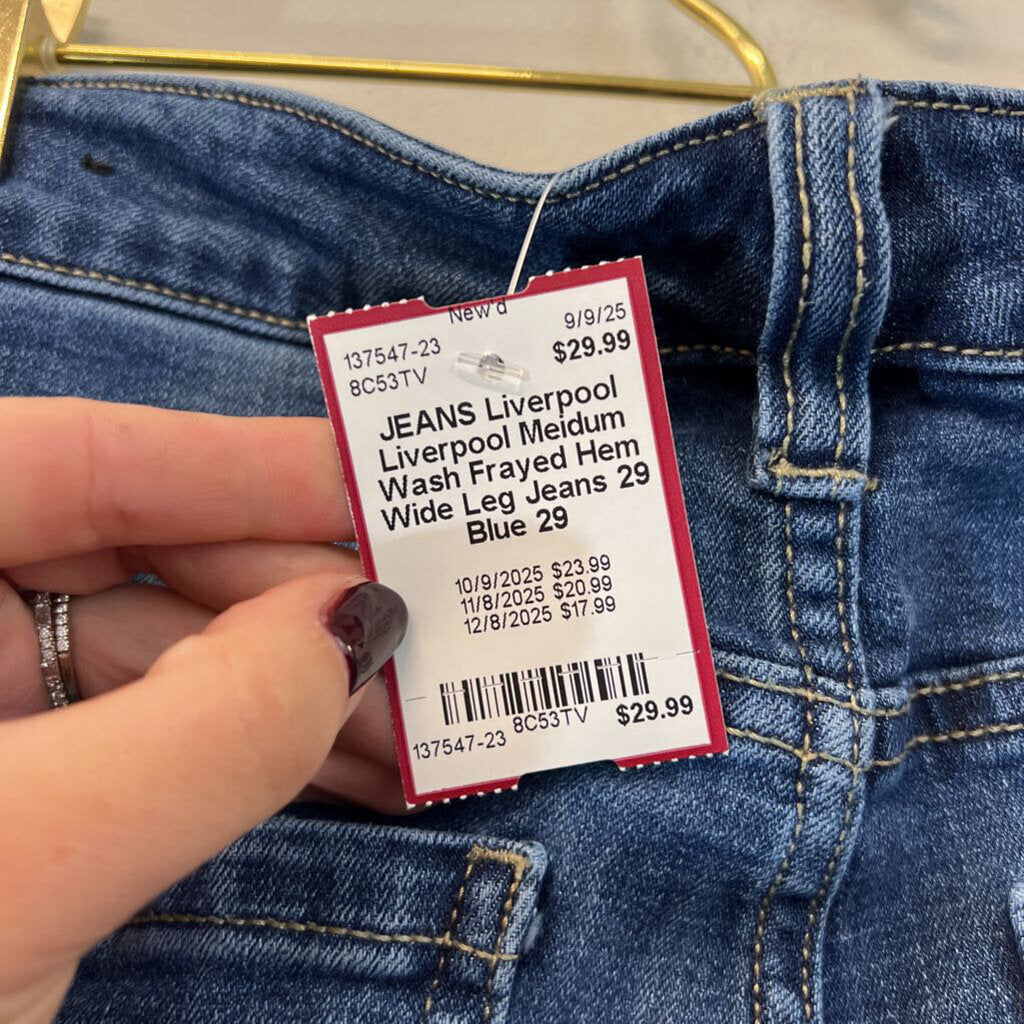 New'd
137547-23 9/9/25
8C53TV $29.99
JEANS Liverpool
Liverpool Meidum
Wash Frayed Hem
Wide Leg Jeans 29
Blue 29
10/9/2025 $23.99
11/8/2025 $20.99
12/8/2025 $17.99
8C53TV $29.99
137547-23